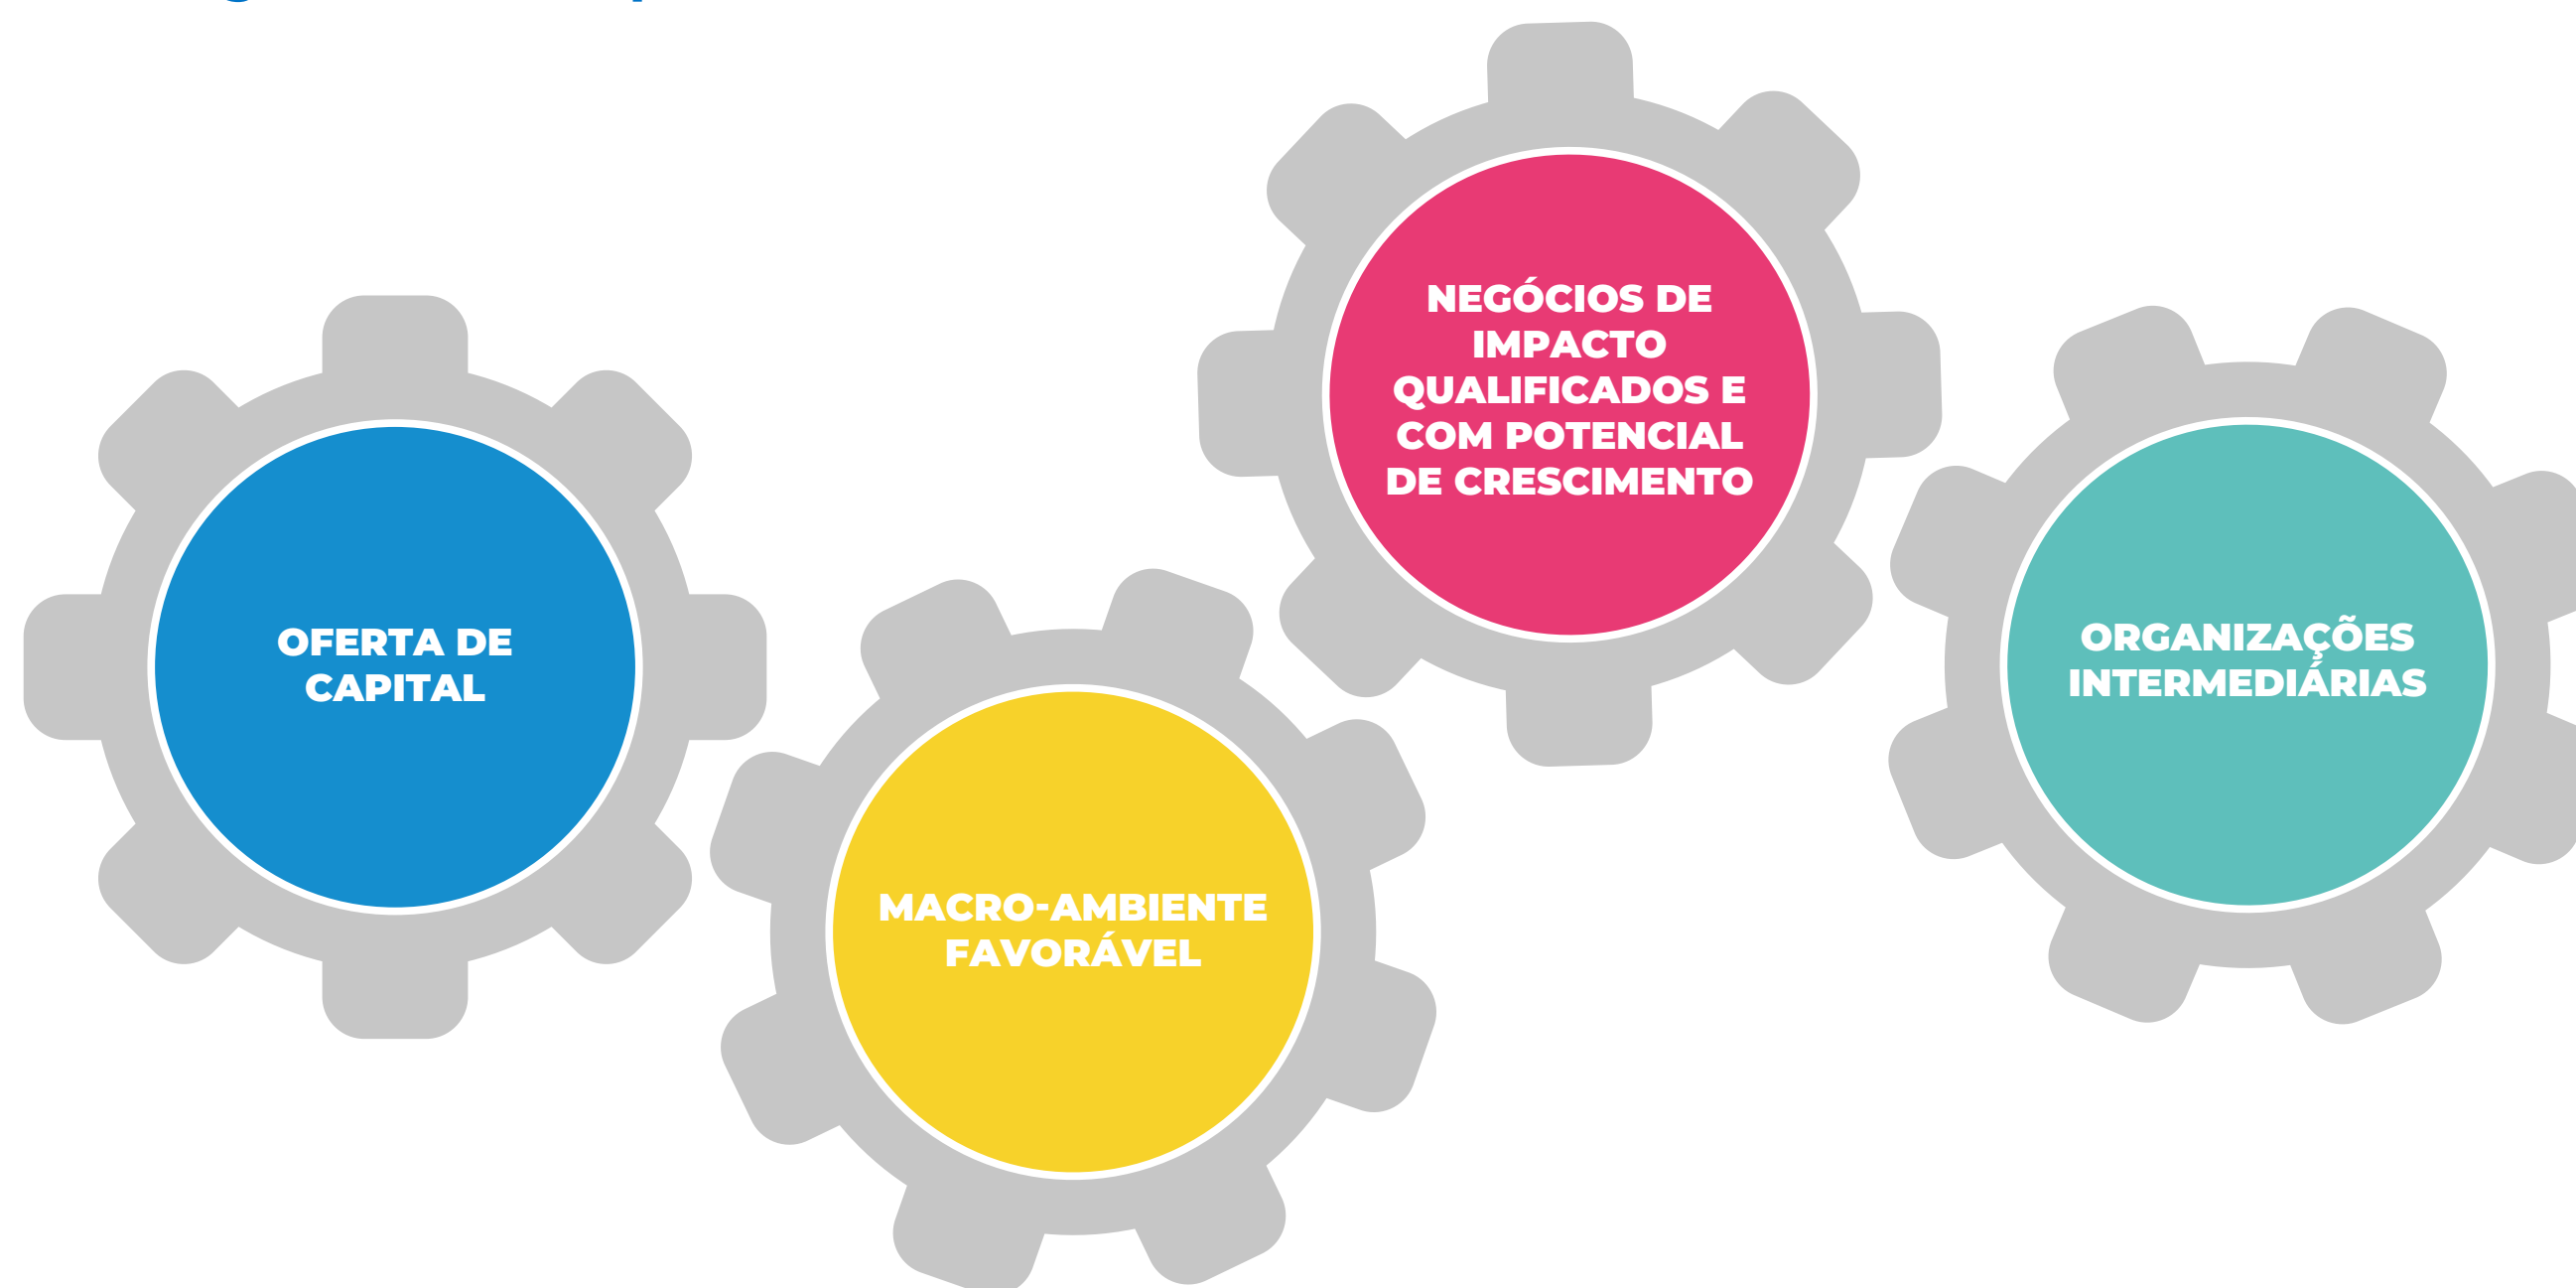 OFERTA DE
CAPITAL
MACRO-AMBIENTE
FAVORÁVEL
NEGÓCIOS DE
IMPACTO
QUALIFICADOS E
COM POTENCIAL
DE CRESCIMENTO
ORGANIZAÇÕES
INTERMEDIÁRIAS